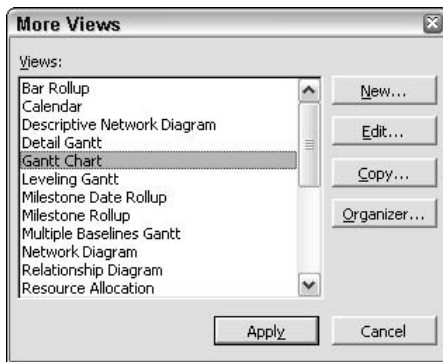 More Views
Views:
Bar Rollup
Calendar
Descriptive Network Diagram
Detail Gantt
Gantt Chart
Leveling Gantt
Milestone Date Rollup
Milestone Rollup
Multiple Baselines Gantt
Network Diagram
Relationship Diagram
Resource Allocation
New...
Edit...
Copy...
Organizer...
Apply
Cancel